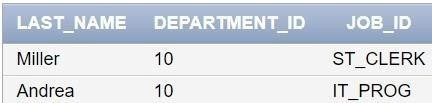 LAST_NAME DEPARTMENT_ID JOB_ID
Miller 10 ST_CLERK
Andrea 10 IT_PROG